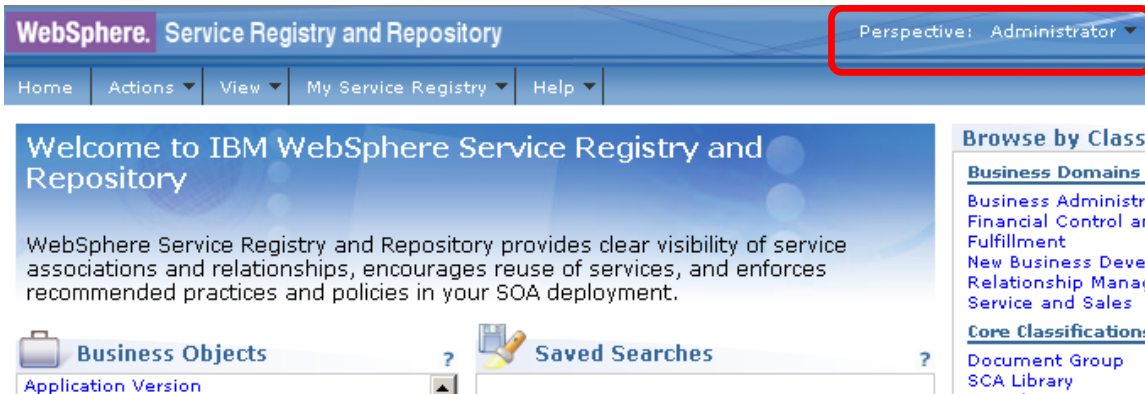 WebSphere. Service Registry and Repository
Perspective: Administrator
Home Actions View My Service Registry Help
Welcome to IBM WebSphere Service Registry and
Repository
WebSphere Service Registry and Repository provides clear visibility of service
associations and relationships, encourages reuse of services, and enforces
recommended practices and policies in your SOA deployment.
Business Objects ?
Application Version
Saved Searches ?
Browse by Class
Business Domains
Business Administr
Financial Control a
Fulfillment
New Business Deve
Relationship Mana
Service and Sales
Core Classifications
Document Group
SCA Library